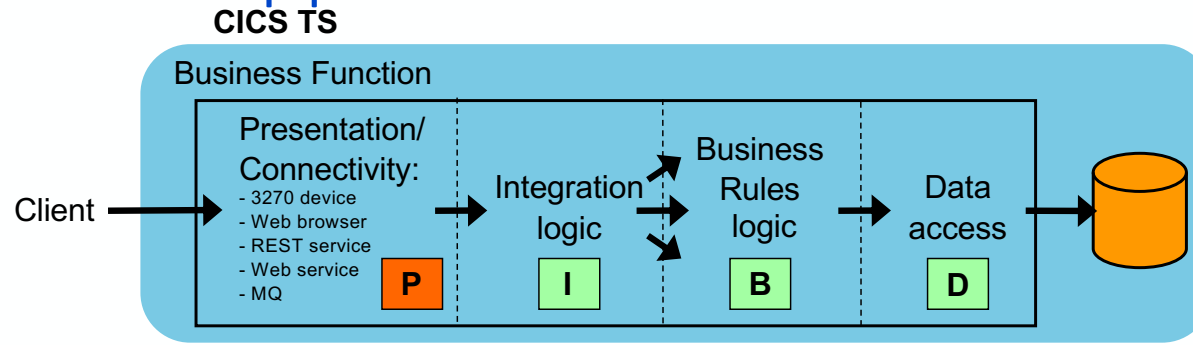 CICS TS
Business Function
Client
Presentation/
Connectivity:
- 3270 device
- Web browser
- REST service
- Web service
- MQ
P
Integration
logic
I
Business
Rules
logic
B
Data
access
D